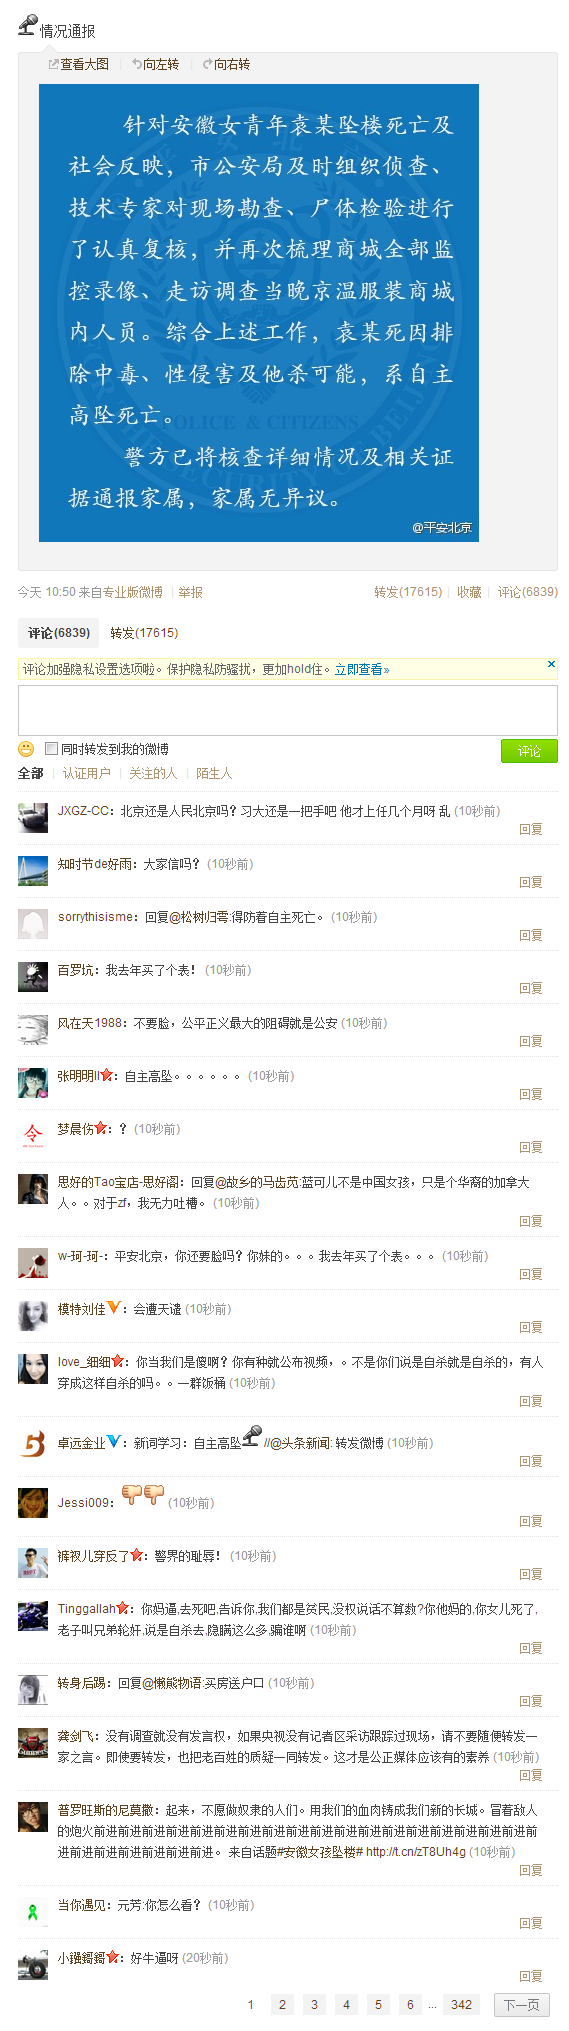 情况通报
查看大图 向左转 向右转
针对安徽女青年袁某坠楼死亡及
社会反映，市公安局及时组织侦查、
技术专家对现场勘查、尸体检验进行
了认真复核，并再次梳理商城全部监
控录像、走访调查当晚京温服装商城
内人员。综合上述工作，袁某死因排
除中毒、性侵害及他杀可能，系自主
高坠死亡。
警方已将核查详细情况及相关证
据通报家属，家属无异议。
POLICE & CITIZENS
@平安北京
今天 10:50 来自专业版微博 举报 转发(17615) 收藏 评论(6839)
评论(6839) 转发(17615)
评论加强隐私设置选项啦。保护隐私防骚扰，更加hold住。立即查看»
同时转发到我的微博 评论
全部 认证用户 关注的人 陌生人
JXGZ-CC：北京还是人民北京吗？习大还是一把手吧 他才上任几个月呀 乱 (10秒前)
回复
知时节de好雨：大家信吗？ (10秒前)
回复
sorrythisisme：回复@松树归雩:得防着自主死亡。 (10秒前)
回复
百罗坑：我去年买了个表！ (10秒前)
回复
风在天1988：不要脸，公平正义最大的阻碍就是公安 (10秒前)
回复
张明明ll：自主高坠。。。。。。 (10秒前)
回复
令
梦晨伤：？ (10秒前)
回复
思好的Tao宝店-思好阁：回复@故乡的马齿苋:蓝可儿不是中国女孩，只是个华裔的加拿大
人。。对于zf，我无力吐槽。 (10秒前)
回复
w-珂-珂-：平安北京，你还要脸吗？你妹的。。。我去年买了个表。。。 (10秒前)
回复
模特刘佳：会遭天谴 (10秒前)
回复
love_细细：你当我们是傻啊？你有种就公布视频，。不是你们说是自杀就是自杀的，有人
穿成这样自杀的吗。。一群饭桶 (10秒前)
回复
卓远金业：新词学习：自主高坠 //@头条新闻: 转发微博 (10秒前)
回复
Jessi009： (10秒前)
回复
裤衩儿穿反了：警界的耻辱！ (10秒前)
回复
Tinggallah：你妈逼,去死吧,告诉你,我们都是贫民,没权说话不算数?你他妈的,你女儿死了,
老子叫兄弟轮奸,说是自杀去,隐瞒这么多,骗谁啊 (10秒前)
回复
转身后踢：回复@懒熊物语:买房送户口 (10秒前)
回复
龚剑飞：没有调查就没有发言权，如果央视没有记者区采访跟踪过现场，请不要随便转发一
家之言。即使要转发，也把老百姓的质疑一同转发。这才是公正媒体应该有的素养 (10秒前)
回复
普罗旺斯的尼莫撒：起来，不愿做奴隶的人们。用我们的血肉铸成我们新的长城。冒着敌人
的炮火前进前进前进前进前进前进前进前进前进前进前进前进前进前进前进前进前进前进
进前进前进前进前进前进前进。 来自话题#安徽女孩坠楼# http://t.cn/zT8Uh4g (10秒前)
回复
当你遇见：元芳:你怎么看？ (10秒前)
回复
：好牛逼呀 (20秒前)
回复
1 2 3 4 5 6 ... 342 下一页